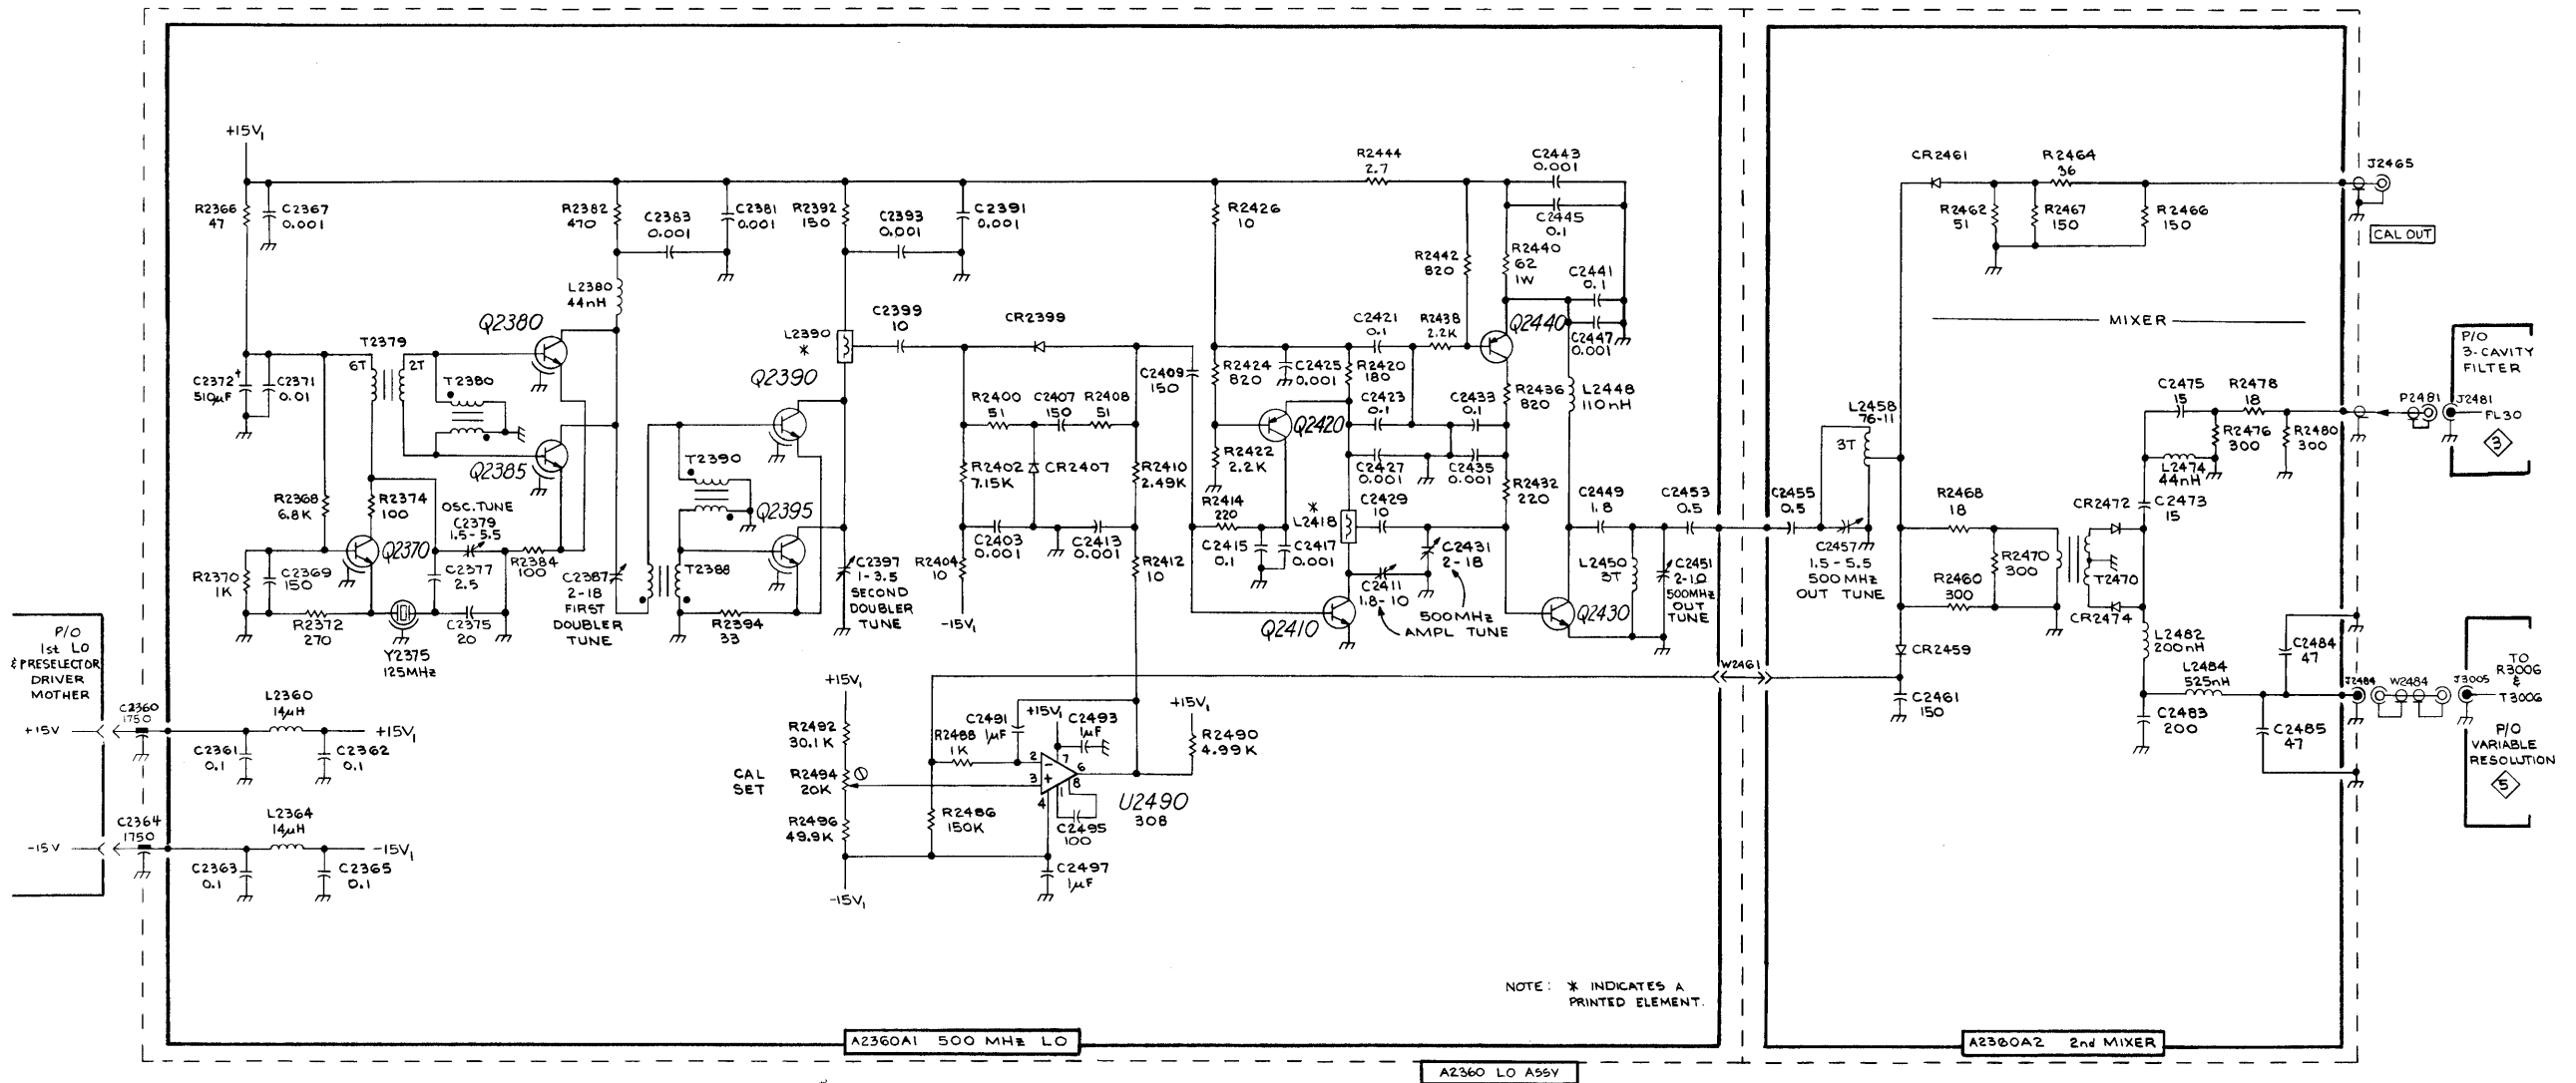 +15V1
R2366
47
C2367
0.001
R2382
470
C2383
0.001
C2381
0.001
R2392
150
C2393
0.001
C2391
0.001
R2426
10
R2444
2.7
C2443
0.001
C2445
0.1
R2442
820
R2440
62
1W
C2441
0.1
C2447
0.001
CR2461
R2464
36
J2465
R2462
51
R2467
150
R2466
150
CAL OUT
MIXER
L2380
44nH
Q2380
T2379
6T
2T
T2380
C2372
+
510µF
C2371
0.01
Q2385
L2390
*
C2399
10
CR2399
Q2390
C2409
150
R2424
820
C2425
0.001
C2421
0.1
R2420
180
R2438
2.2K
Q2440
R2400
51
C2407
150
R2408
51
Q2420
C2423
0.1
C2433
0.1
R2436
820
L2448
110nH
R2422
2.2K
C2427
0.001
C2435
0.001
R2402
7.15K
CR2407
R2410
2.49K
T2390
Q2395
R2368
6.8K
R2374
100
OSC. TUNE
C2379
1.5-5.5
Q2370
R2370
1K
C2369
150
C2377
2.5
R2384
100
R2372
270
Y2375
125MHz
C2375
20
C2387
2-18
FIRST
DOUBLER
TUNE
T2388
R2394
33
C2397
1-3.5
SECOND
DOUBLER
TUNE
R2404
10
-15V1
C2403
0.001
C2413
0.001
R2412
10
R2414
220
C2415
0.1
C2417
0.001
*
L2418
C2429
10
R2432
220
C2431
2-18
C2411
1.8-10
500MHz
AMPL TUNE
Q2410
Q2430
C2449
1.8
C2453
0.5
L2450
3T
C2451
2-10
500MHz
OUT
TUNE
C2455
0.5
L2458
76-11
3T
C2457
1.5-5.5
500 MHz
OUT TUNE
R2468
18
R2470
300
R2460
300
T2470
CR2472
CR2474
C2475
15
R2478
18
L2474
44nH
R2476
300
R2480
300
C2473
15
P2481
J2481
FL30
P/O
3-CAVITY
FILTER
3
CR2459
C2461
150
W2461
L2482
200nH
L2484
525nH
C2483
200
C2484
47
C2485
47
J2484
W2484
J3005
TO
R3006
&
T3006
P/O
VARIABLE
RESOLUTION
5
P/O
1st LO
& PRESELECTOR
DRIVER
MOTHER
+15V
C2360
1750
L2360
14µH
+15V1
C2361
0.1
C2362
0.1
-15V
C2364
1750
L2364
14µH
-15V1
C2363
0.1
C2365
0.1
+15V1
R2492
30.1K
CAL
SET
R2494
20K
R2496
49.9K
-15V1
R2488
1K
C2491
1µF
+15V1
C2493
1µF
+15V1
R2490
4.99K
2
-
3
+
7
6
8
1
4
U2490
308
R2486
150K
C2495
100
C2497
1µF
NOTE: * INDICATES A
PRINTED ELEMENT.
A2360A1 500 MHz LO
A2360A2 2nd MIXER
A2360 LO ASSY